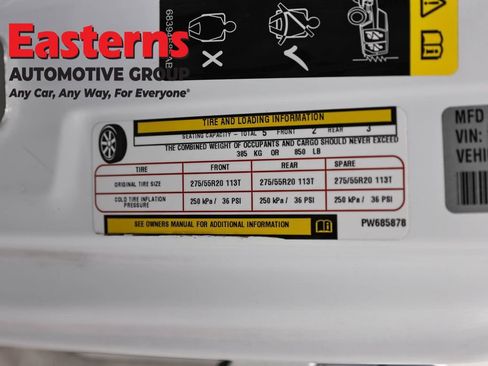 Easterns
AUTOMOTIVE GROUP
Any Car, Any Way, For Everyone®
TIRE AND LOADING INFORMATION
SEATING CAPACITY - TOTAL 5 FRONT 2 REAR 3
THE COMBINED WEIGHT OF OCCUPANTS AND CARGO SHOULD NEVER EXCEED
385 KG OR 850 LB
TIRE FRONT REAR SPARE
ORIGINAL TIRE SIZE 275/55R20 113T 275/55R20 113T 275/55R20 113T
COLD TIRE INFLATION PRESSURE 250 kPa / 36 PSI 250 kPa / 36 PSI 250 kPa / 36 PSI
SEE OWNERS MANUAL FOR ADDITIONAL INFORMATION
PW685878
MFD
VIN:
VEHI